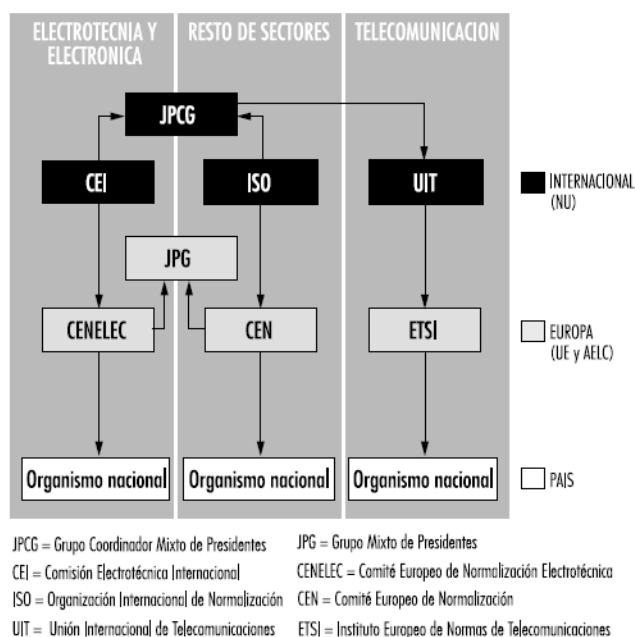 ELECTROTECNIA Y
ELECTRONICA
RESTO DE SECTORES
TELECOMUNICACION
JPCG
CEI
ISO
UIT
INTERNACIONAL
(NU)
JPG
CENELEC
CEN
ETSI
EUROPA
(UE y AELC)
Organismo nacional
Organismo nacional
Organismo nacional
PAIS
JPCG = Grupo Coordinador Mixto de Presidentes
CEI = Comisión Electrotécnica Internacional
ISO = Organización Internacional de Normalización
UIT = Unión Internacional de Telecomunicaciones
JPG = Grupo Mixto de Presidentes
CENELEC = Comité Europeo de Normalización Electrotécnica
CEN = Comité Europeo de Normalización
ETSI = Instituto Europeo de Normas de Telecomunicaciones